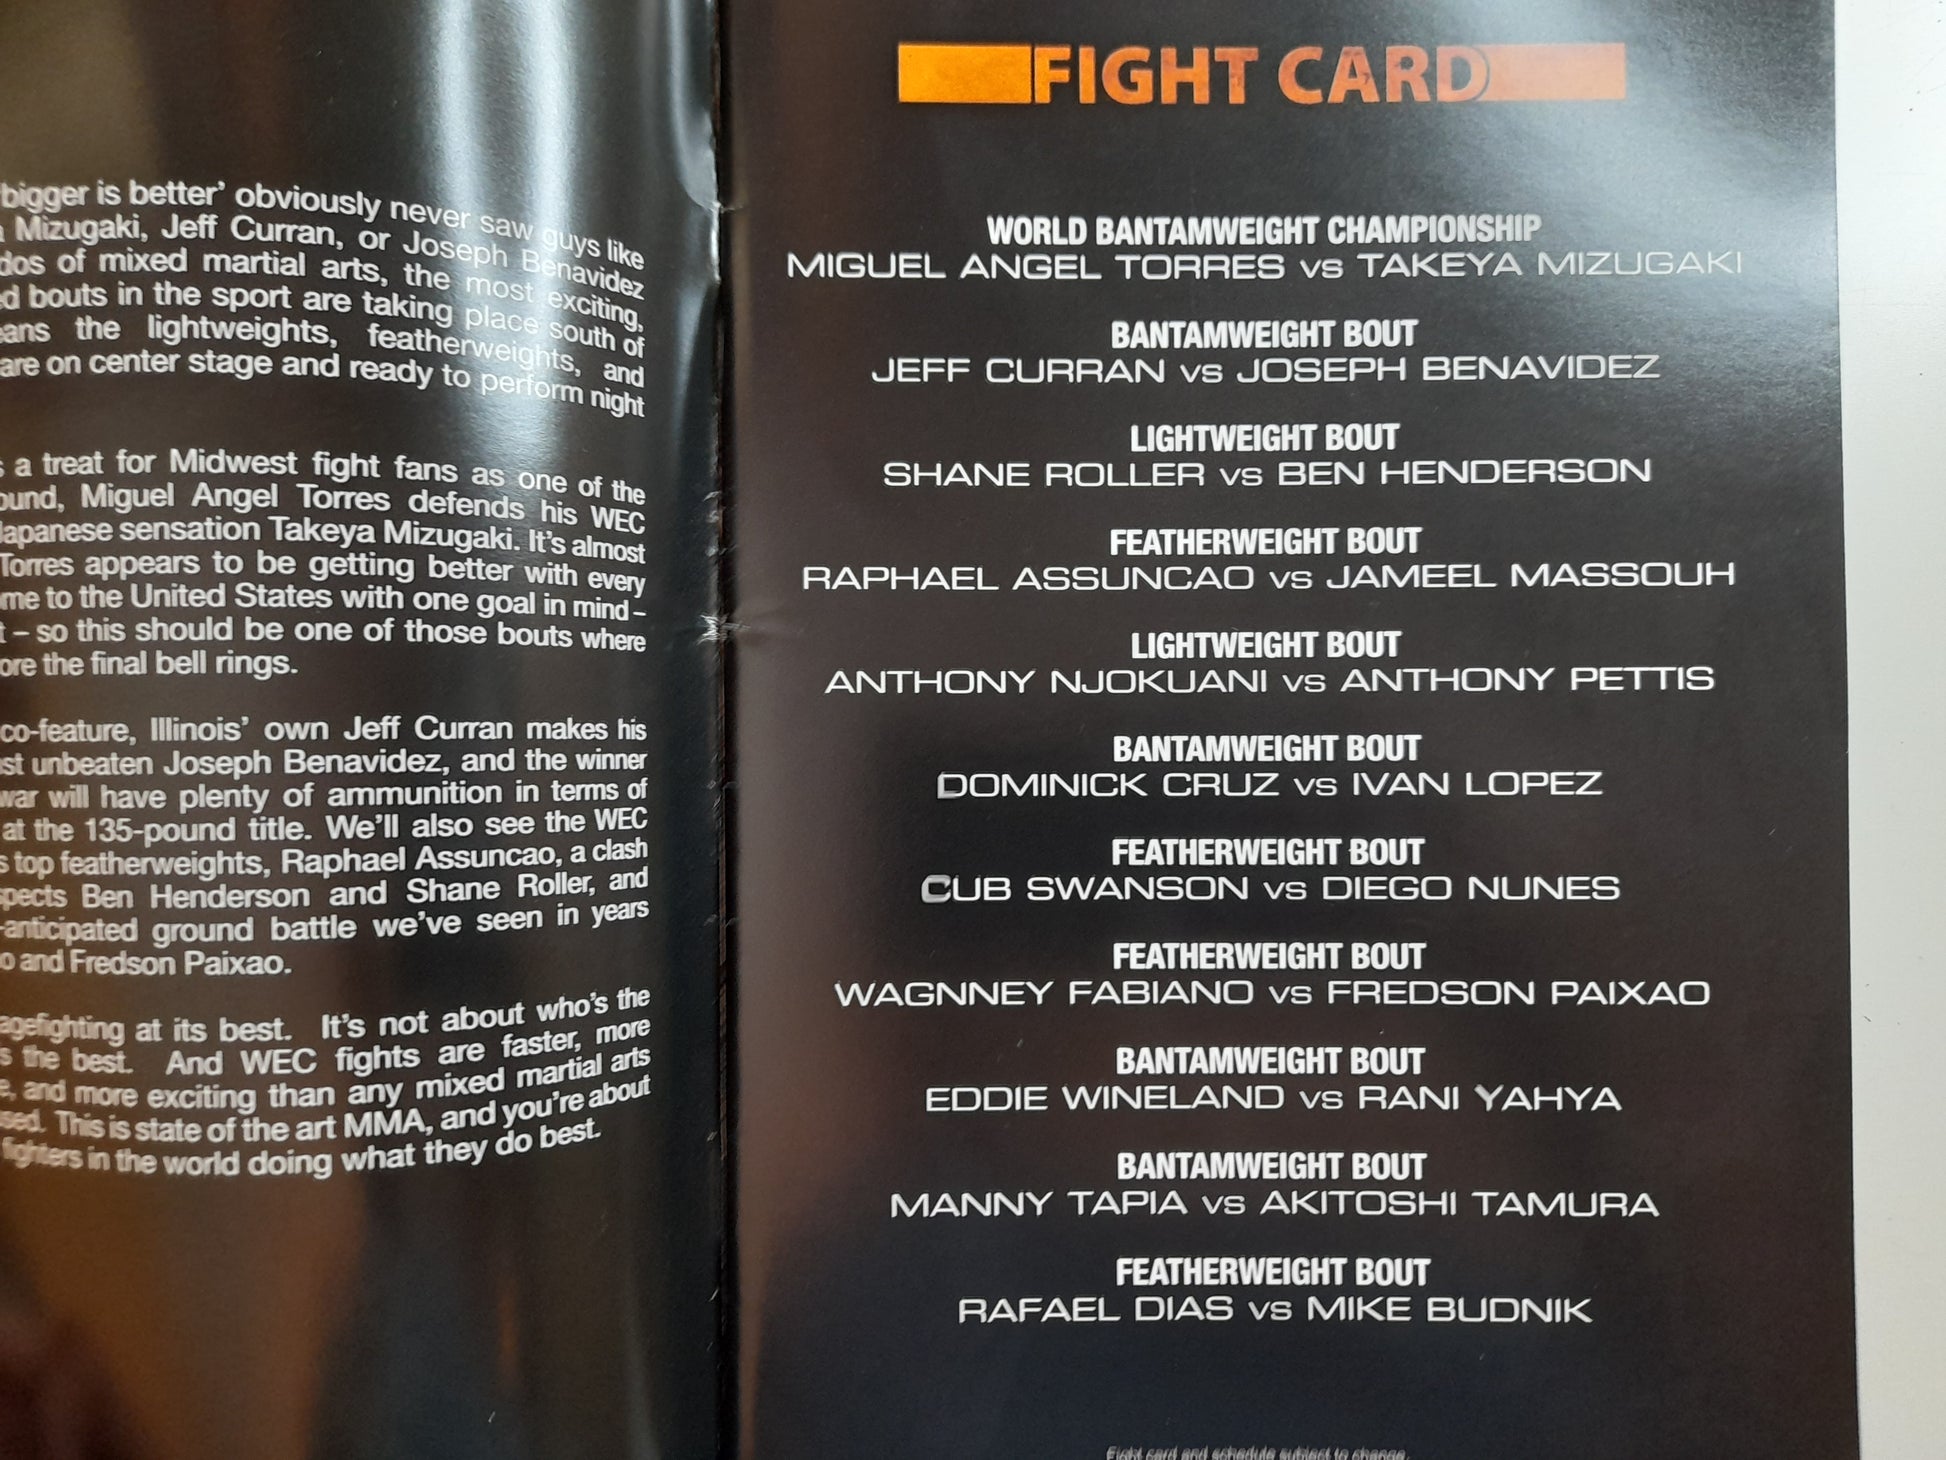 bigger is better' obviously never saw guys like
Mizugaki, Jeff Curran, or Joseph Benavidez
of mixed martial arts, the most exciting,
bouts in the sport are taking place south of
the lightweights, featherweights, and
are on center stage and ready to perform night
a treat for Midwest fight fans as one of the
Miguel Angel Torres defends his WEC
Japanese sensation Takeya Mizugaki. It's almost
Torres appears to be getting better with every
to the United States with one goal in mind –
– so this should be one of those bouts where
the final bell rings.
co-feature, Illinois' own Jeff Curran makes his
unbeaten Joseph Benavidez, and the winner
war will have plenty of ammunition in terms of
at the 135-pound title. We'll also see the WEC
top featherweights, Raphael Assuncao, a clash
Ben Henderson and Shane Roller, and
-anticipated ground battle we've seen in years
and Fredson Paixao.
at its best. It's not about who's the
the best. And WEC fights are faster, more
and more exciting than any mixed martial arts
This is state of the art MMA, and you're about
fighters in the world doing what they do best.
FIGHT CARD
WORLD BANTAMWEIGHT CHAMPIONSHIP
MIGUEL ANGEL TORRES VS TAKEYA MIZUGAKI
BANTAMWEIGHT BOUT
JEFF CURRAN VS JOSEPH BENAVIDEZ
LIGHTWEIGHT BOUT
SHANE ROLLER VS BEN HENDERSON
FEATHERWEIGHT BOUT
RAPHAEL ASSUNCAO VS JAMEEL MASSOUH
LIGHTWEIGHT BOUT
ANTHONY NJOKUANI VS ANTHONY PETTIS
BANTAMWEIGHT BOUT
DOMINICK CRUZ VS IVAN LOPEZ
FEATHERWEIGHT BOUT
CUB SWANSON VS DIEGO NUNES
FEATHERWEIGHT BOUT
WAGNNEY FABIANO VS FREDSON PAIXAO
BANTAMWEIGHT BOUT
EDDIE WINELAND VS RANI YAHYA
BANTAMWEIGHT BOUT
MANNY TAPIA VS AKITOSHI TAMURA
FEATHERWEIGHT BOUT
RAFAEL DIAS VS MIKE BUDNIK
Fight card and schedule subject to change.